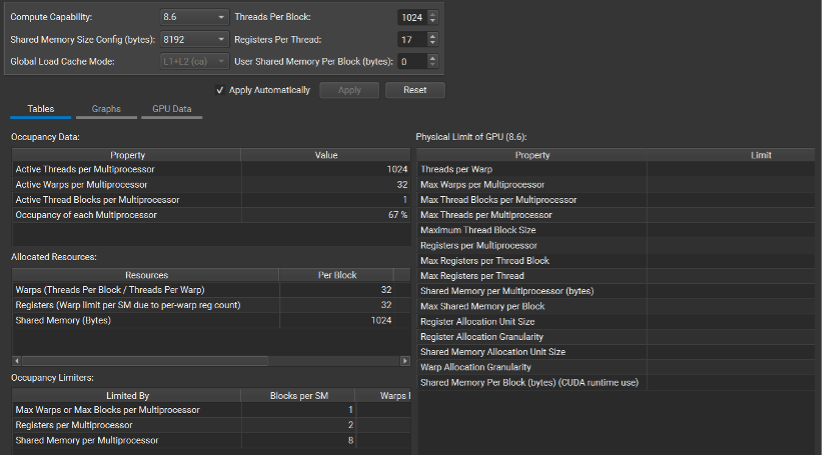 Compute Capability: 8.6 Threads Per Block: 1024
Shared Memory Size Config (bytes): 8192 Registers Per Thread: 17
Global Load Cache Mode: L1+L2 (ca) User Shared Memory Per Block (bytes): 0
Apply Automatically Apply Reset
Tables Graphs GPU Data
Occupancy Data:
Property Value
Active Threads per Multiprocessor 1024
Active Warps per Multiprocessor 32
Active Thread Blocks per Multiprocessor 1
Occupancy of each Multiprocessor 67 %
Allocated Resources:
Resources Per Block
Warps (Threads Per Block / Threads Per Warp) 32
Registers (Warp limit per SM due to per-warp reg count) 32
Shared Memory (Bytes) 1024
Occupancy Limiters:
Limited By Blocks per SM Warps
Max Warps or Max Blocks per Multiprocessor 1
Registers per Multiprocessor 2
Shared Memory per Multiprocessor 8
Physical Limit of GPU (8.6):
Property Limit
Threads per Warp
Max Warps per Multiprocessor
Max Thread Blocks per Multiprocessor
Max Threads per Multiprocessor
Maximum Thread Block Size
Registers per Multiprocessor
Max Registers per Thread Block
Max Registers per Thread
Shared Memory per Multiprocessor (bytes)
Max Shared Memory per Block
Register Allocation Unit Size
Register Allocation Granularity
Shared Memory Allocation Unit Size
Warp Allocation Granularity
Shared Memory Per Block (bytes) (CUDA runtime use)